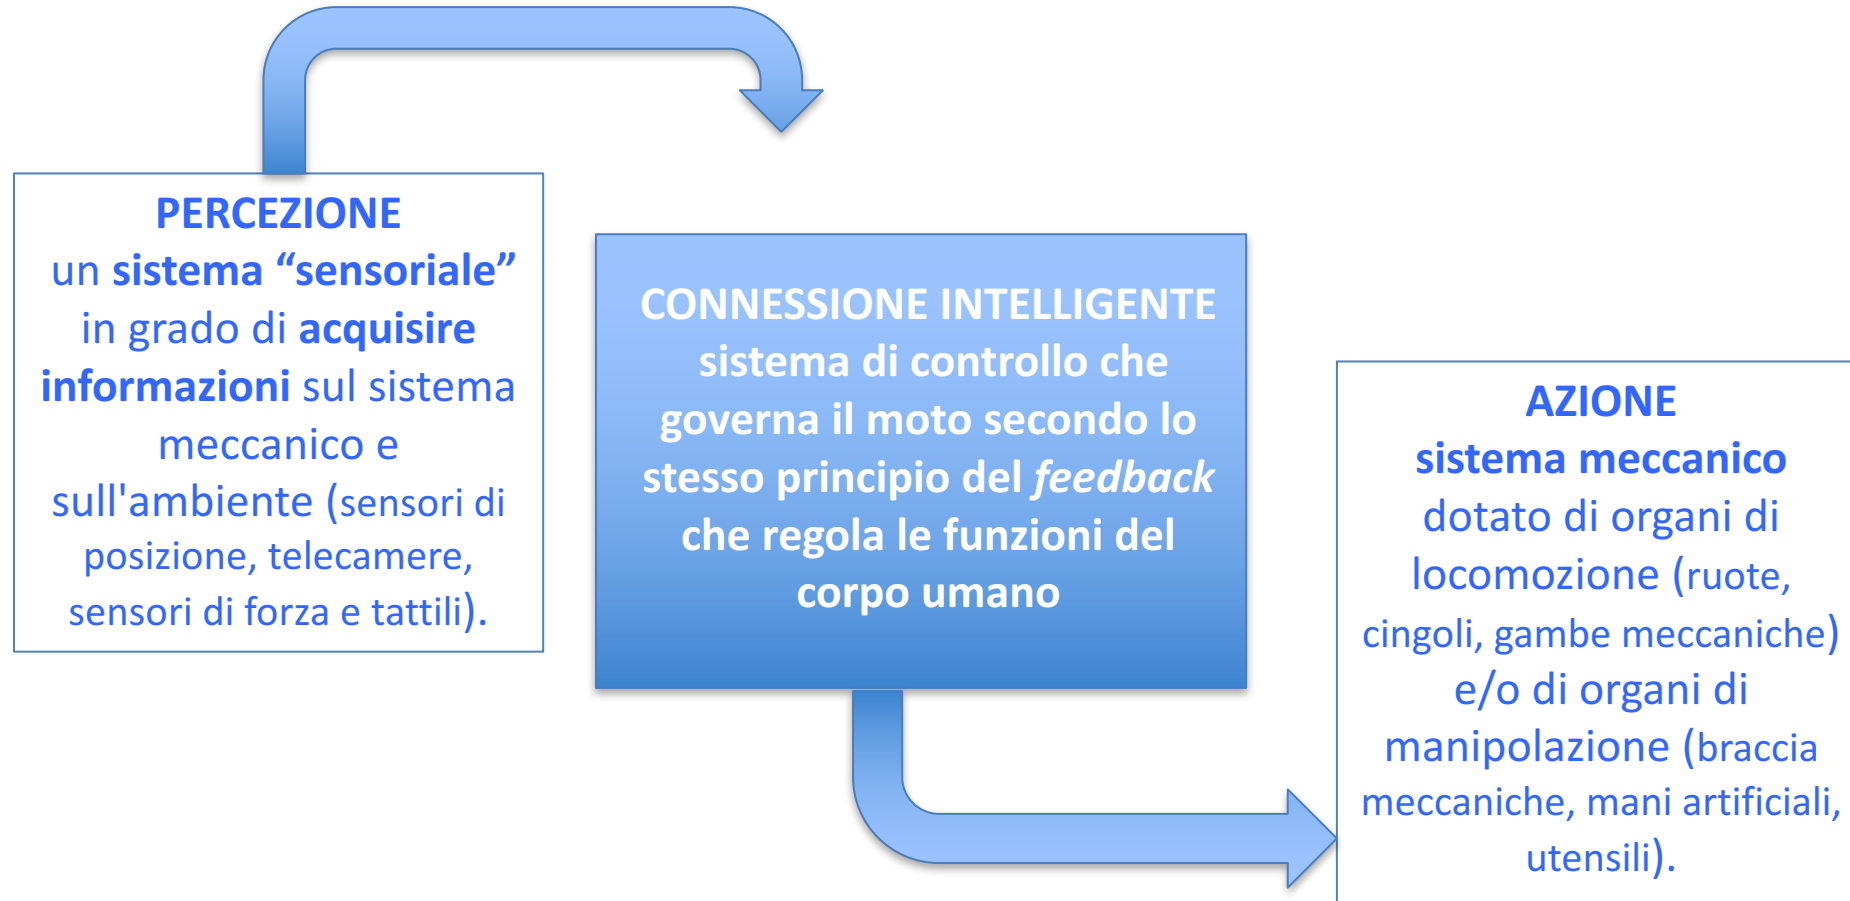 PERCEZIONE
un sistema “sensoriale”
in grado di acquisire
informazioni sul sistema
meccanico e
sull'ambiente (sensori di
posizione, telecamere,
sensori di forza e tattili).
CONNESSIONE INTELLIGENTE
sistema di controllo che
governa il moto secondo lo
stesso principio del feedback
che regola le funzioni del
corpo umano
AZIONE
sistema meccanico
dotato di organi di
locomozione (ruote,
cingoli, gambe meccaniche)
e/o di organi di
manipolazione (braccia
meccaniche, mani artificiali,
utensili).